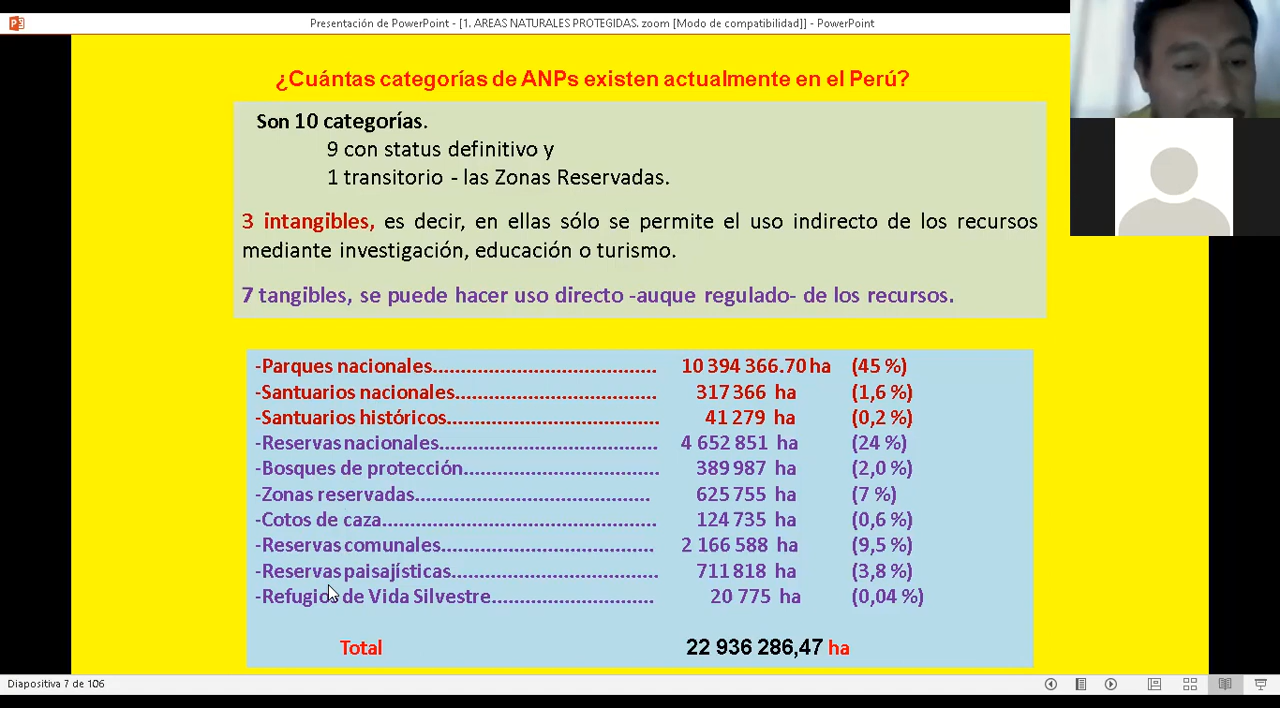 Presentación de PowerPoint - [1. AREAS NATURALES PROTEGIDAS. zoom [Modo de compatibilidad]] - PowerPoint
¿Cuántas categorías de ANPs existen actualmente en el Perú?
Son 10 categorías.
9 con status definitivo y
1 transitorio - las Zonas Reservadas.
3 intangibles, es decir, en ellas sólo se permite el uso indirecto de los recursos
mediante investigación, educación o turismo.
7 tangibles, se puede hacer uso directo -auque regulado- de los recursos.
-Parques nacionales......................................... 10 394 366.70 ha (45 %)
-Santuarios nacionales..................................... 317 366 ha (1,6 %)
-Santuarios históricos....................................... 41 279 ha (0,2 %)
-Reservas nacionales........................................ 4 652 851 ha (24 %)
-Bosques de protección.................................... 389 987 ha (2,0 %)
-Zonas reservadas........................................... 625 755 ha (7 %)
-Cotos de caza.................................................. 124 735 ha (0,6 %)
-Reservas comunales....................................... 2 166 588 ha (9,5 %)
-Reservas paisajísticas...................................... 711 818 ha (3,8 %)
-Refugios de Vida Silvestre.............................. 20 775 ha (0,04 %)
Total 22 936 286,47 ha
Diapositiva 7 de 106